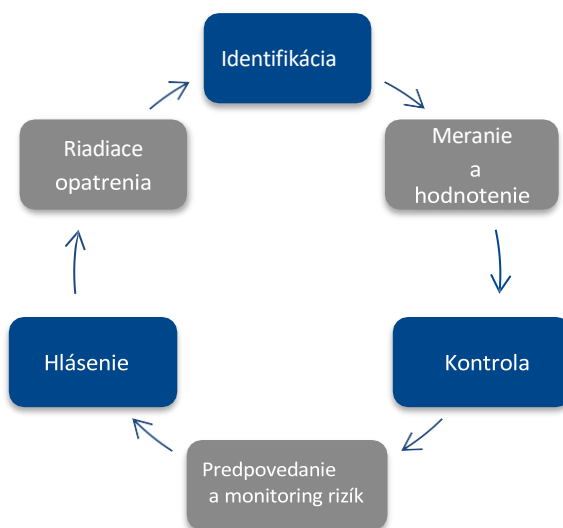 Identifikácia
Riadiace
opatrenia
Meranie
a
hodnotenie
Hlásenie
Kontrola
Predpovedanie
a monitoring rizík